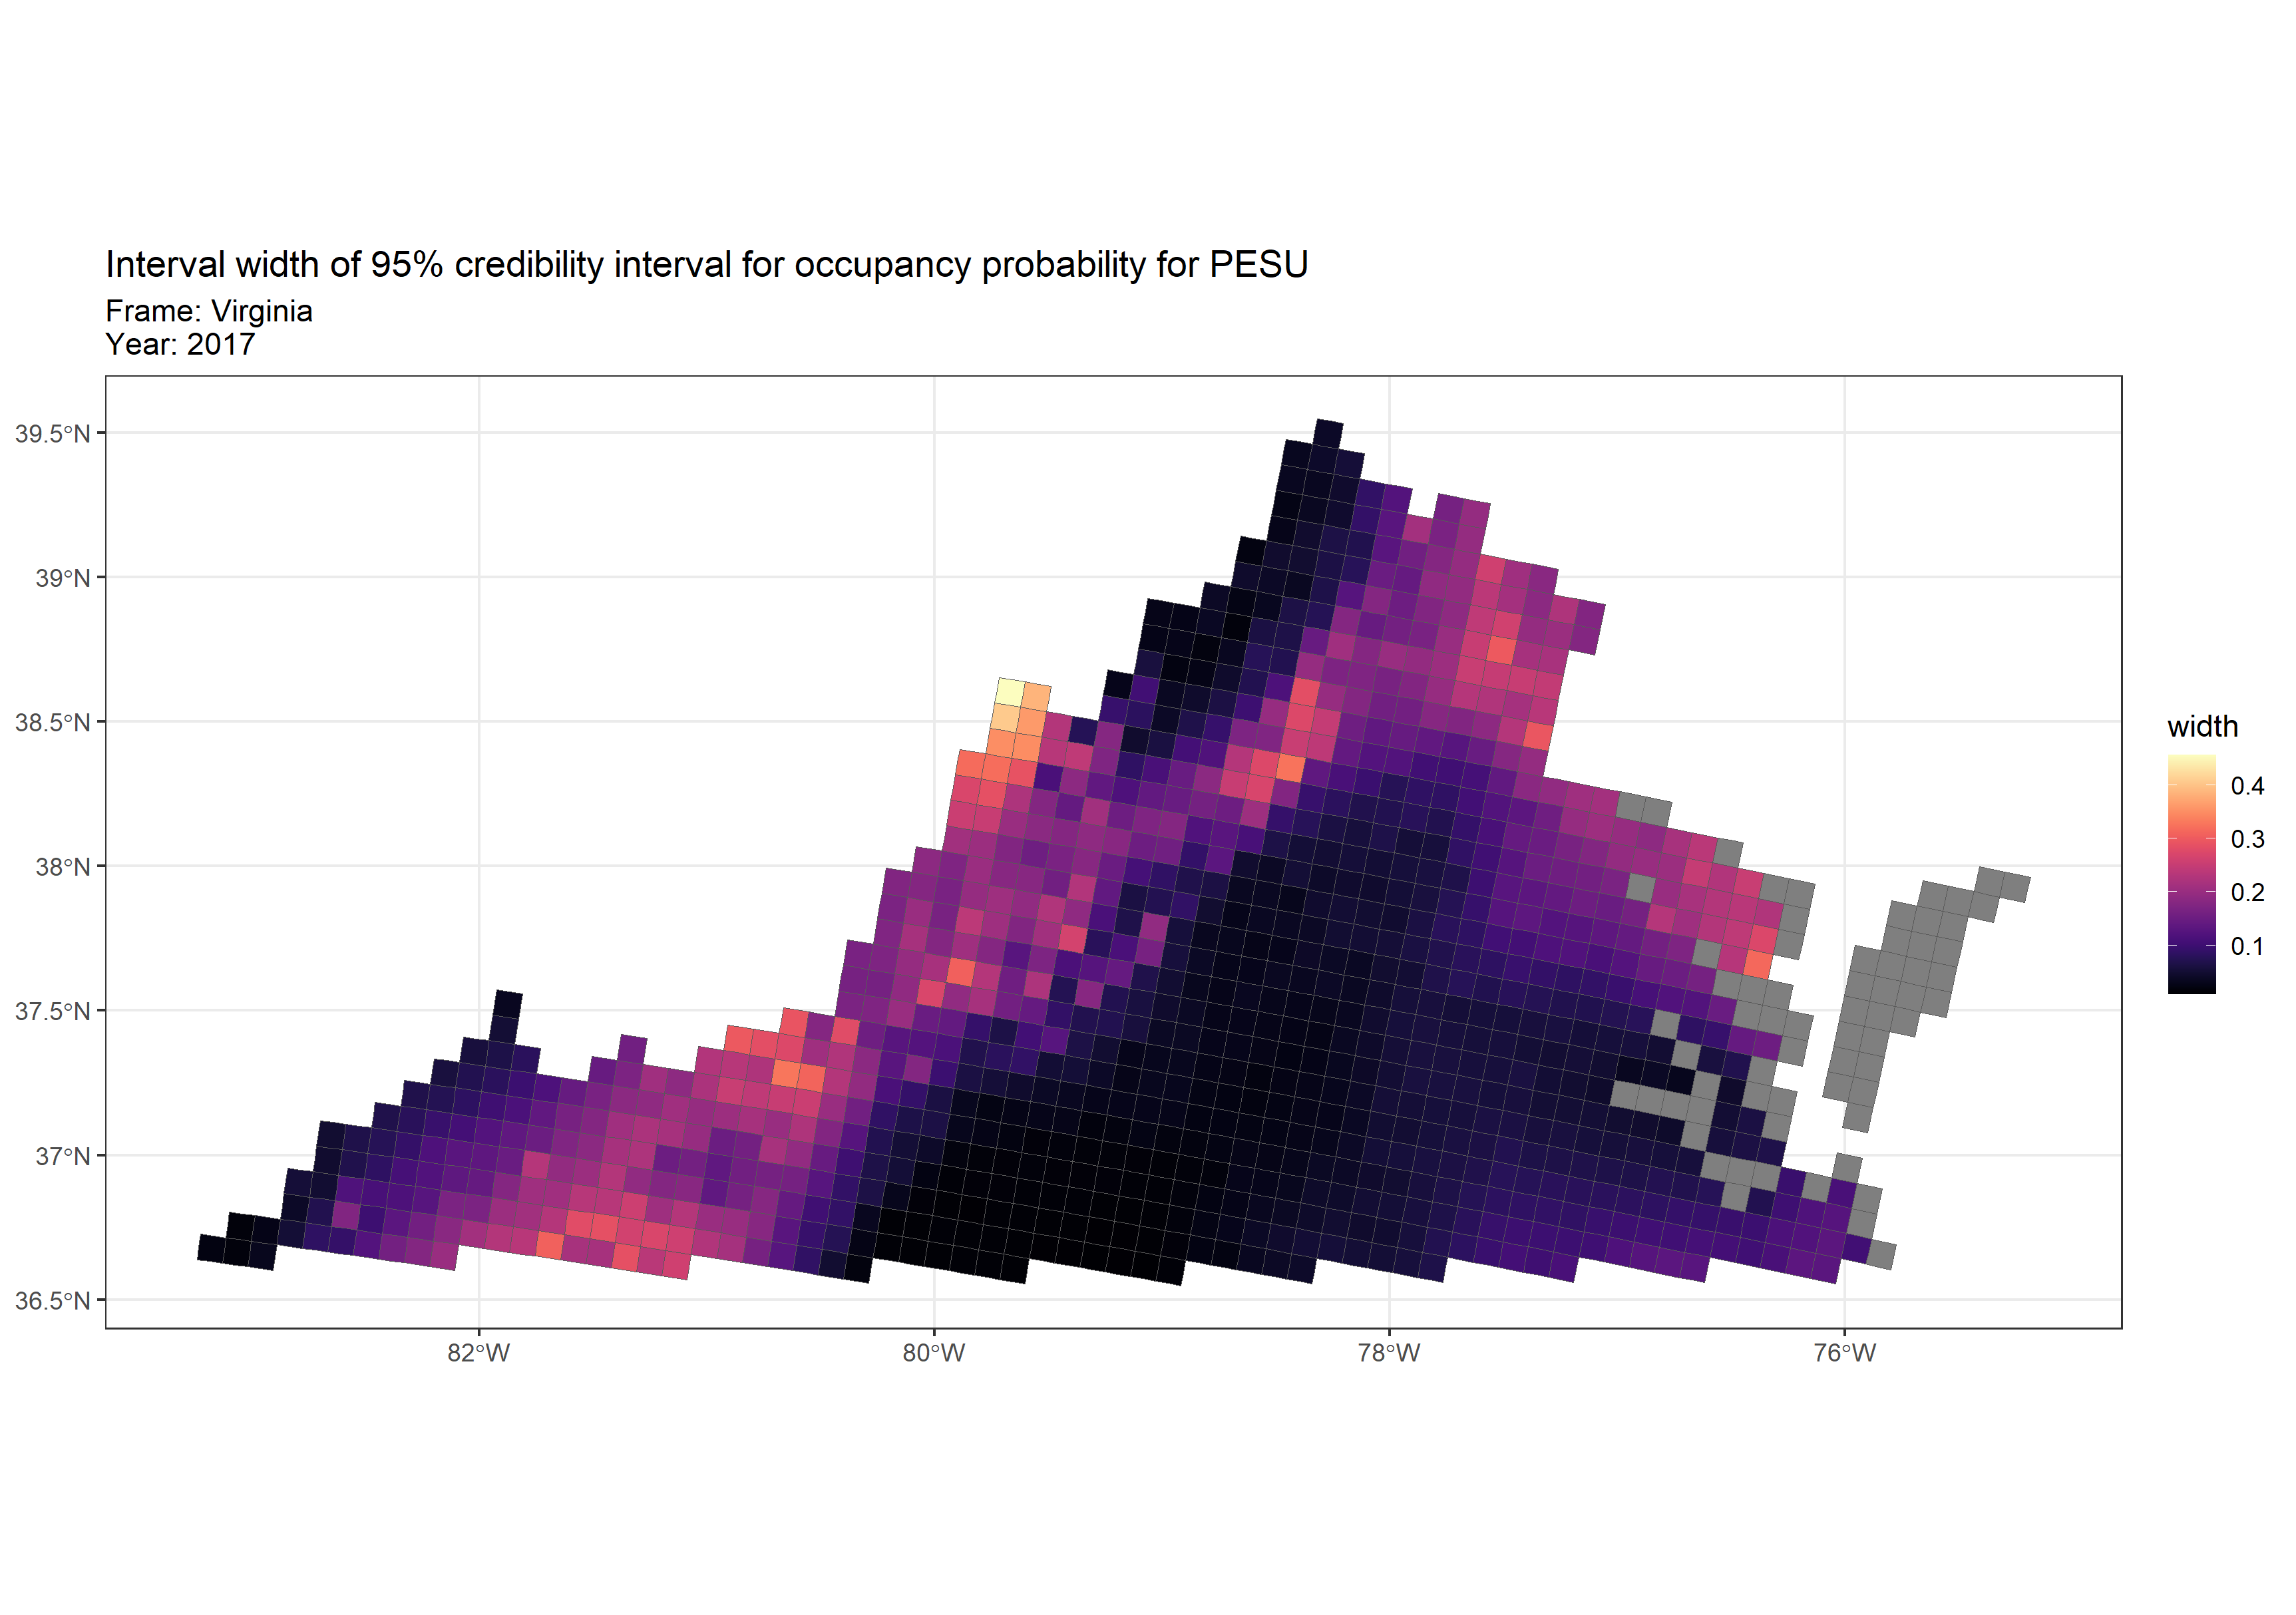 Interval width of 95% credibility interval for occupancy probability for PESU
Frame: Virginia
Year: 2017
39.5°N
39°N
38.5°N
38°N
37.5°N
37°N
36.5°N
82°W
80°W
78°W
76°W
width
0.4
0.3
0.2
0.1